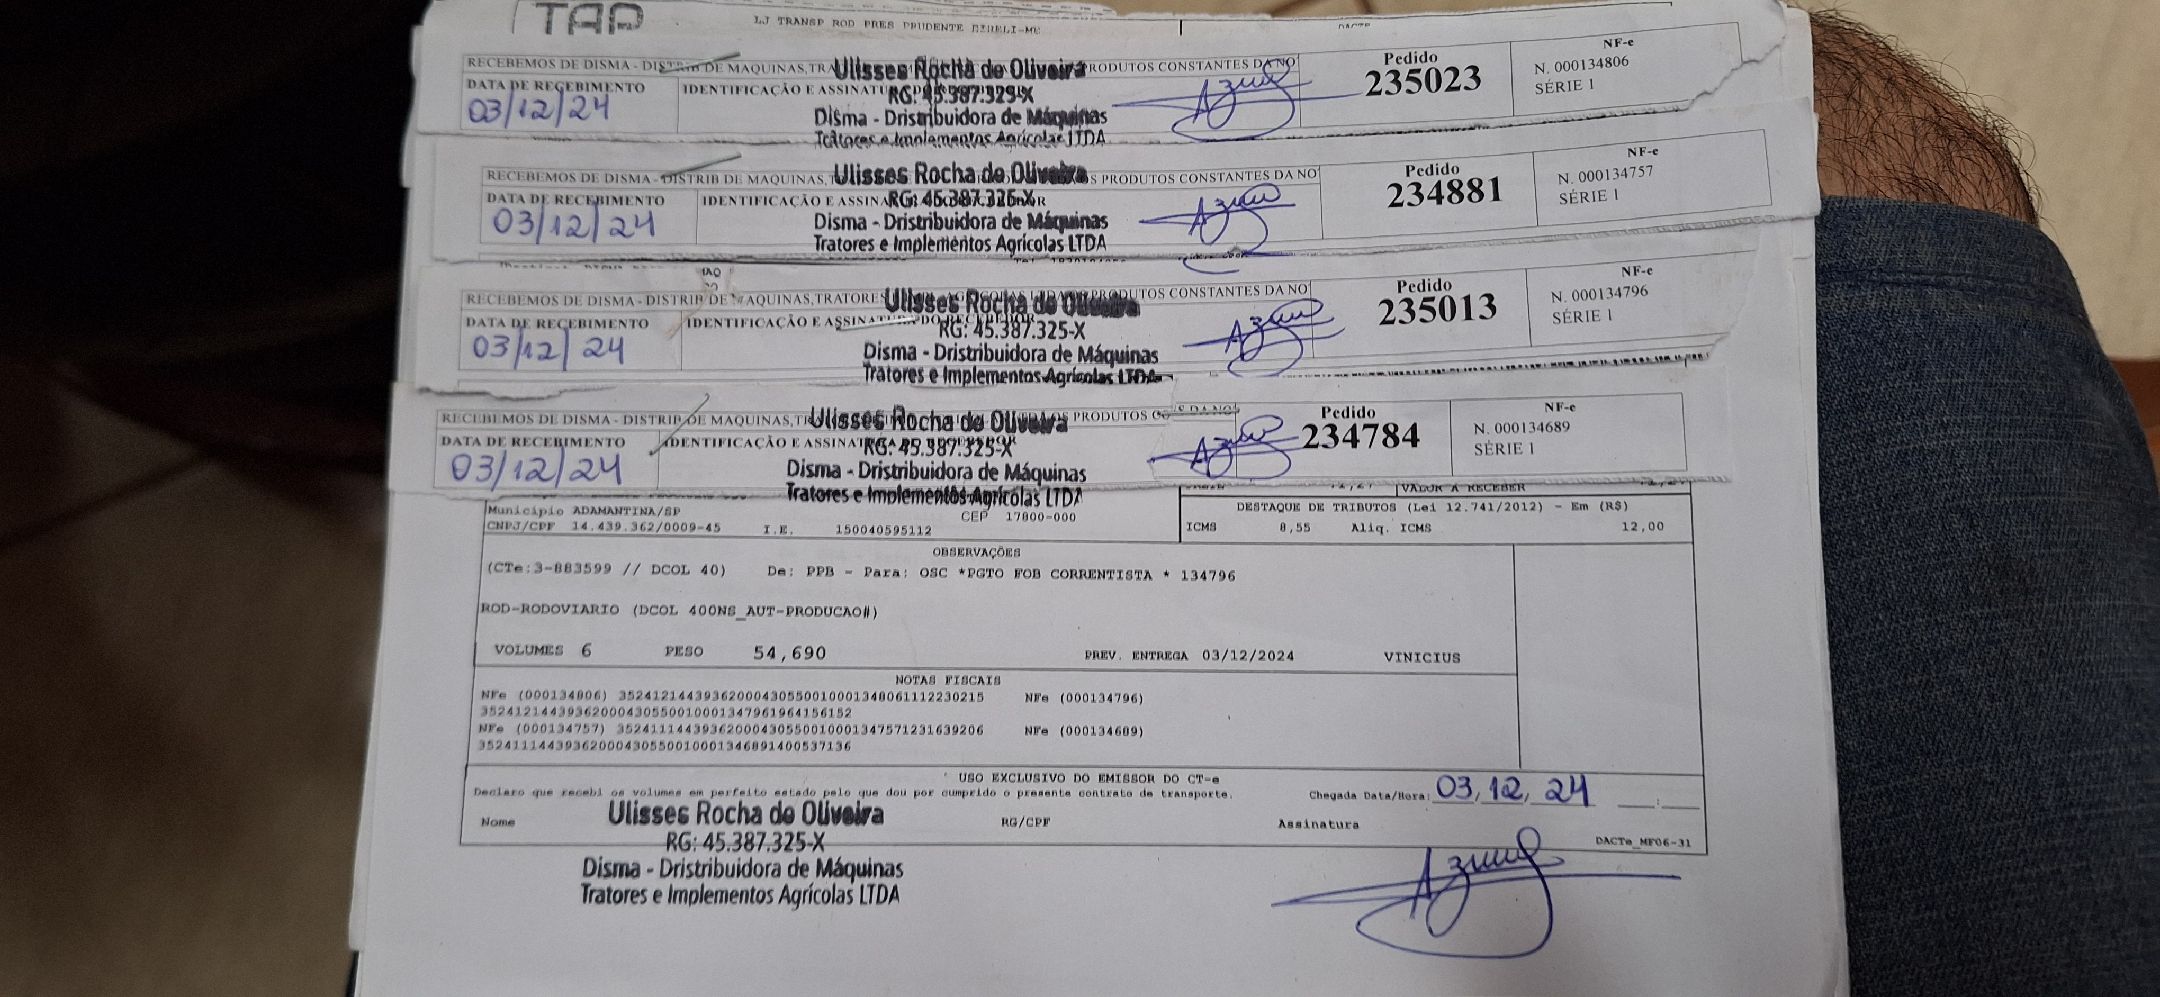 TAP
LJ TRANSP ROD PRES PRUDENTE EIRELI-ME
DACTE
RECEBEMOS DE DISMA - DISTRIB DE MAQUINAS,TRA PRODUTOS CONSTANTES DA NO
DATA DE RECEBIMENTO
03/12/24
IDENTIFICAÇÃO E ASSINATU
Ulisses Rocha de Oliveira
RG: 45.387.325-X
Disma - Dristribuidora de Máquinas
Tratores e Implementos Agrícolas LTDA
Pedido
235023
NF-e
N. 000134806
SÉRIE 1
RECEBEMOS DE DISMA - DISTRIB DE MAQUINAS,T S PRODUTOS CONSTANTES DA NO
DATA DE RECEBIMENTO
03/12/24
IDENTIFICAÇÃO E ASSINA
Ulisses Rocha de Oliveira
RG: 45.387.325-X
Disma - Dristribuidora de Máquinas
Tratores e Implementos Agrícolas LTDA
Pedido
234881
NF-e
N. 000134757
SÉRIE 1
RECEBEMOS DE DISMA - DISTRIB DE MAQUINAS,TRATORES PRODUTOS CONSTANTES DA NO
DATA DE RECEBIMENTO
03/12/24
IDENTIFICAÇÃO E ASSINATURA DO RECEBEDOR
Ulisses Rocha de Oliveira
RG: 45.387.325-X
Disma - Dristribuidora de Máquinas
Tratores e Implementos Agrícolas LTDA
Pedido
235013
NF-e
N. 000134796
SÉRIE 1
RECEBEMOS DE DISMA - DISTRIB DE MAQUINAS,TR PRODUTOS CO
DATA DE RECEBIMENTO
03/12/24
IDENTIFICAÇÃO E ASSINA
Ulisses Rocha de Oliveira
RG: 45.387.325-X
Disma - Dristribuidora de Máquinas
Tratores e Implementos Agrícolas LTDA
Pedido
234784
NF-e
N. 000134689
SÉRIE 1
VALOR A RECEBER
Município ADAMANTINA/SP CEP 17800-000
CNPJ/CPF 14.439.362/0009-45 I.E. 150040595112
DESTAQUE DE TRIBUTOS (Lei 12.741/2012) - Em (R$)
ICMS 8,55 Aliq. ICMS 12,00
OBSERVAÇÕES
(CTe:3-883599 // DCOL 40) De: PPB - Para: OSC *PGTO FOB CORRENTISTA * 134796
ROD-RODOVIARIO (DCOL 400NS_AUT-PRODUCAO#)
VOLUMES 6 PESO 54,690 PREV. ENTREGA 03/12/2024 VINICIUS
NOTAS FISCAIS
NFe (000134806) 35241214439362000430550010001348061112230215 NFe (000134796)
35241214439362000430550010001347961964156152
NFe (000134757) 35241114439362000430550010001347571231639206 NFe (000134689)
35241114439362000430550010001346891400537136
USO EXCLUSIVO DO EMISSOR DO CT-e
Declaro que recebi os volumes em perfeito estado pelo que dou por cumprido o presente contrato de transporte.
Chegada Data/Hora: 03, 12, 24
Nome RG/CPF Assinatura
Ulisses Rocha de Oliveira
RG: 45.387.325-X
Disma - Dristribuidora de Máquinas
Tratores e Implementos Agrícolas LTDA
DACTe_MF06-31